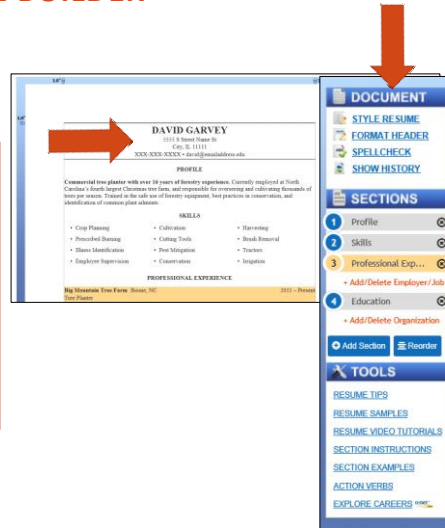 BUILDER
1.0"
1.0"
DAVID GARVEY
1111 S Street Name St
City, IL 11111
XXX-XXX-XXXX • david@emailaddress.edu
PROFILE
Commercial tree planter with over 10 years of forestry experience. Currently employed at North
Carolina's fourth largest Christmas tree farm, and responsible for overseeing and cultivating thousands of
trees per season. Trained in the safe use of forestry equipment, best practices in conservation, and
identification of common plant ailments.
SKILLS
• Crop Planning • Cultivation • Harvesting
• Prescribed Burning • Cutting Tools • Brush Removal
• Illness Identification • Pest Mitigation • Tractors
• Employee Supervision • Conservation • Irrigation
PROFESSIONAL EXPERIENCE
Big Mountain Tree Farm Boone, NC 2011 – Present
Tree Planter
DOCUMENT
STYLE RESUME
FORMAT HEADER
SPELLCHECK
SHOW HISTORY
SECTIONS
1 Profile
2 Skills
3 Professional Exp...
+ Add/Delete Employer/Job
4 Education
+ Add/Delete Organization
Add Section Reorder
TOOLS
RESUME TIPS
RESUME SAMPLES
RESUME VIDEO TUTORIALS
SECTION INSTRUCTIONS
SECTION EXAMPLES
ACTION VERBS
EXPLORE CAREERS